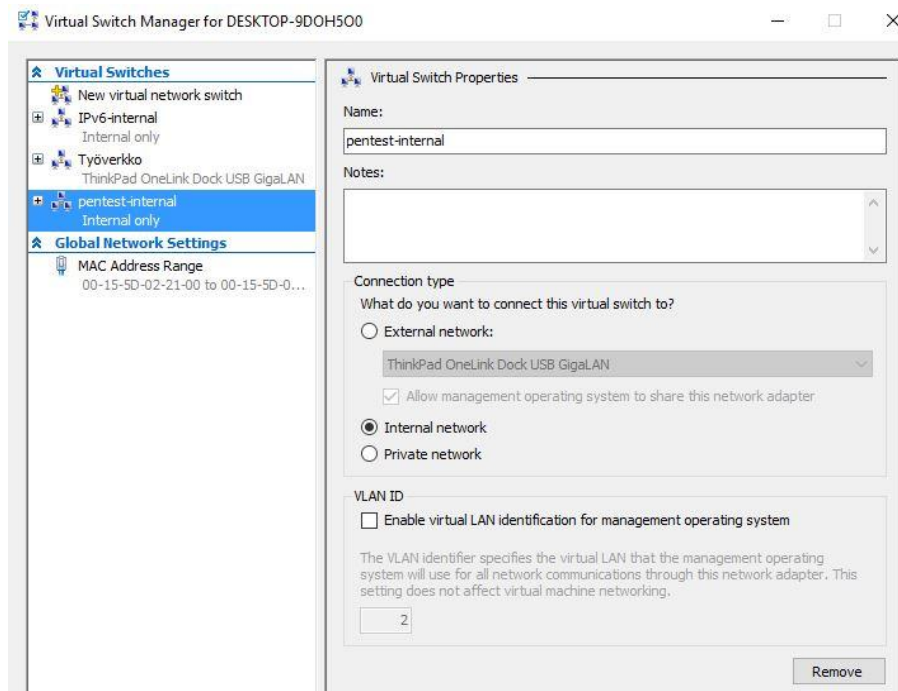 Virtual Switch Manager for DESKTOP-9DOH5O0
Virtual Switches
New virtual network switch
IPv6-internal
Internal only
Työverkko
ThinkPad OneLink Dock USB GigaLAN
pentest-internal
Internal only
Global Network Settings
MAC Address Range
00-15-5D-02-21-00 to 00-15-5D-0...
Virtual Switch Properties
Name:
pentest-internal
Notes:
Connection type
What do you want to connect this virtual switch to?
External network:
ThinkPad OneLink Dock USB GigaLAN
Allow management operating system to share this network adapter
Internal network
Private network
VLAN ID
Enable virtual LAN identification for management operating system
The VLAN identifier specifies the virtual LAN that the management operating
system will use for all network communications through this network adapter. This
setting does not affect virtual machine networking.
2
Remove